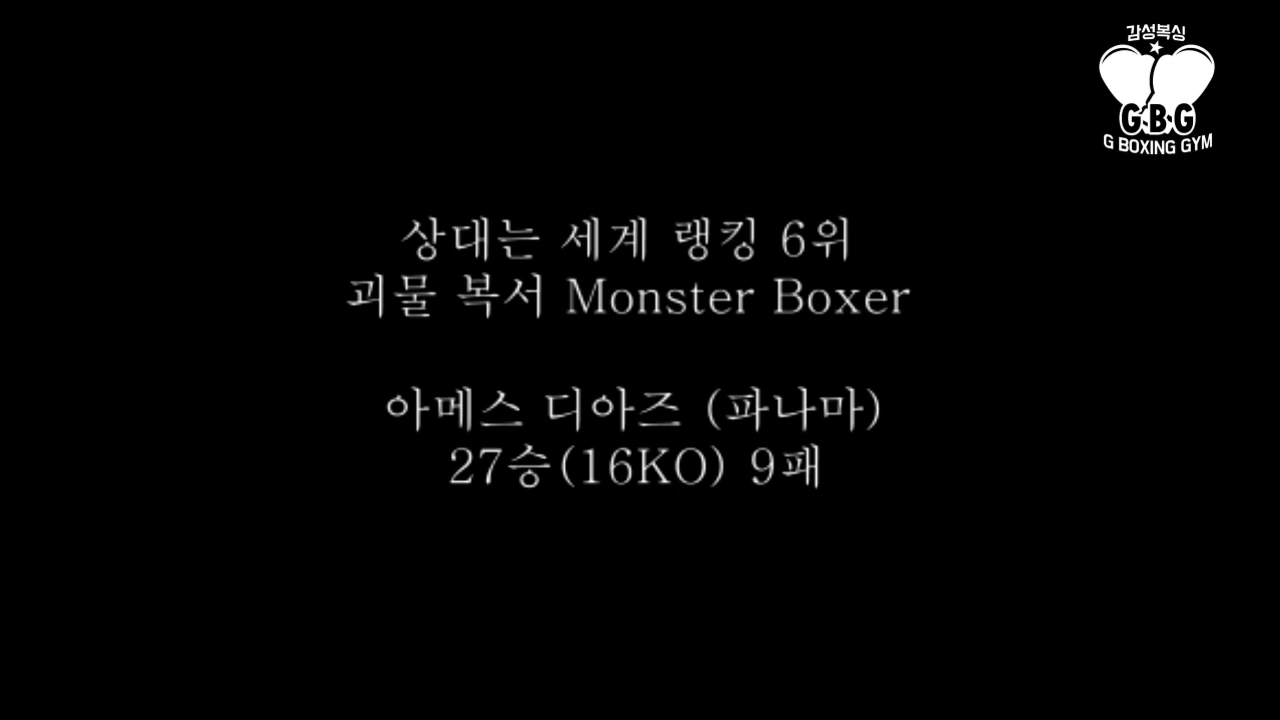 감성복싱
G·B·G
G BOXING GYM
상대는 세계 랭킹 6위
괴물 복서 Monster Boxer
아메스 디아즈 (파나마)
27승(16KO) 9패